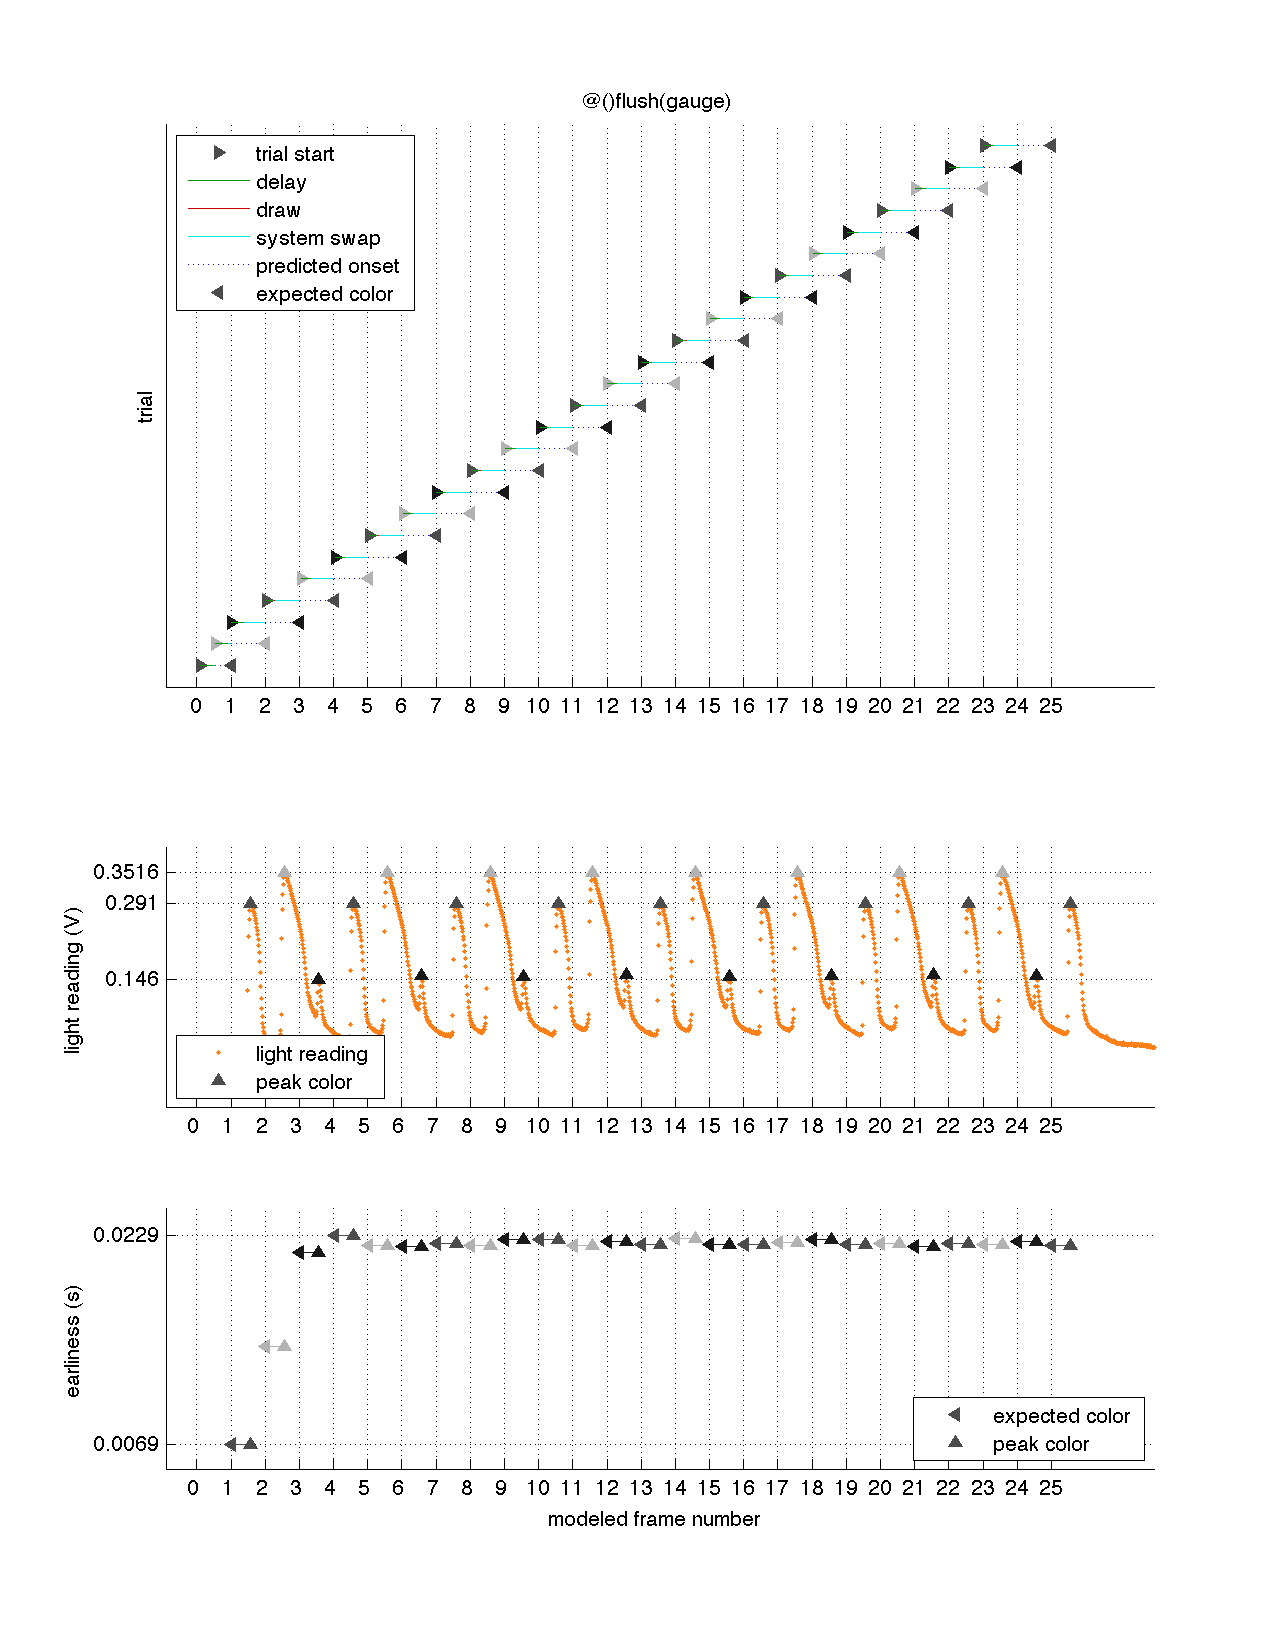 @()flush(gauge)
trial start
delay
draw
system swap
predicted onset
expected color
trial
0 1 2 3 4 5 6 7 8 9 10 11 12 13 14 15 16 17 18 19 20 21 22 23 24 25
0.3516
0.291
0.146
light reading (V)
light reading
peak color
0 1 2 3 4 5 6 7 8 9 10 11 12 13 14 15 16 17 18 19 20 21 22 23 24 25
0.0229
0.0069
earliness (s)
expected color
peak color
0 1 2 3 4 5 6 7 8 9 10 11 12 13 14 15 16 17 18 19 20 21 22 23 24 25
modeled frame number